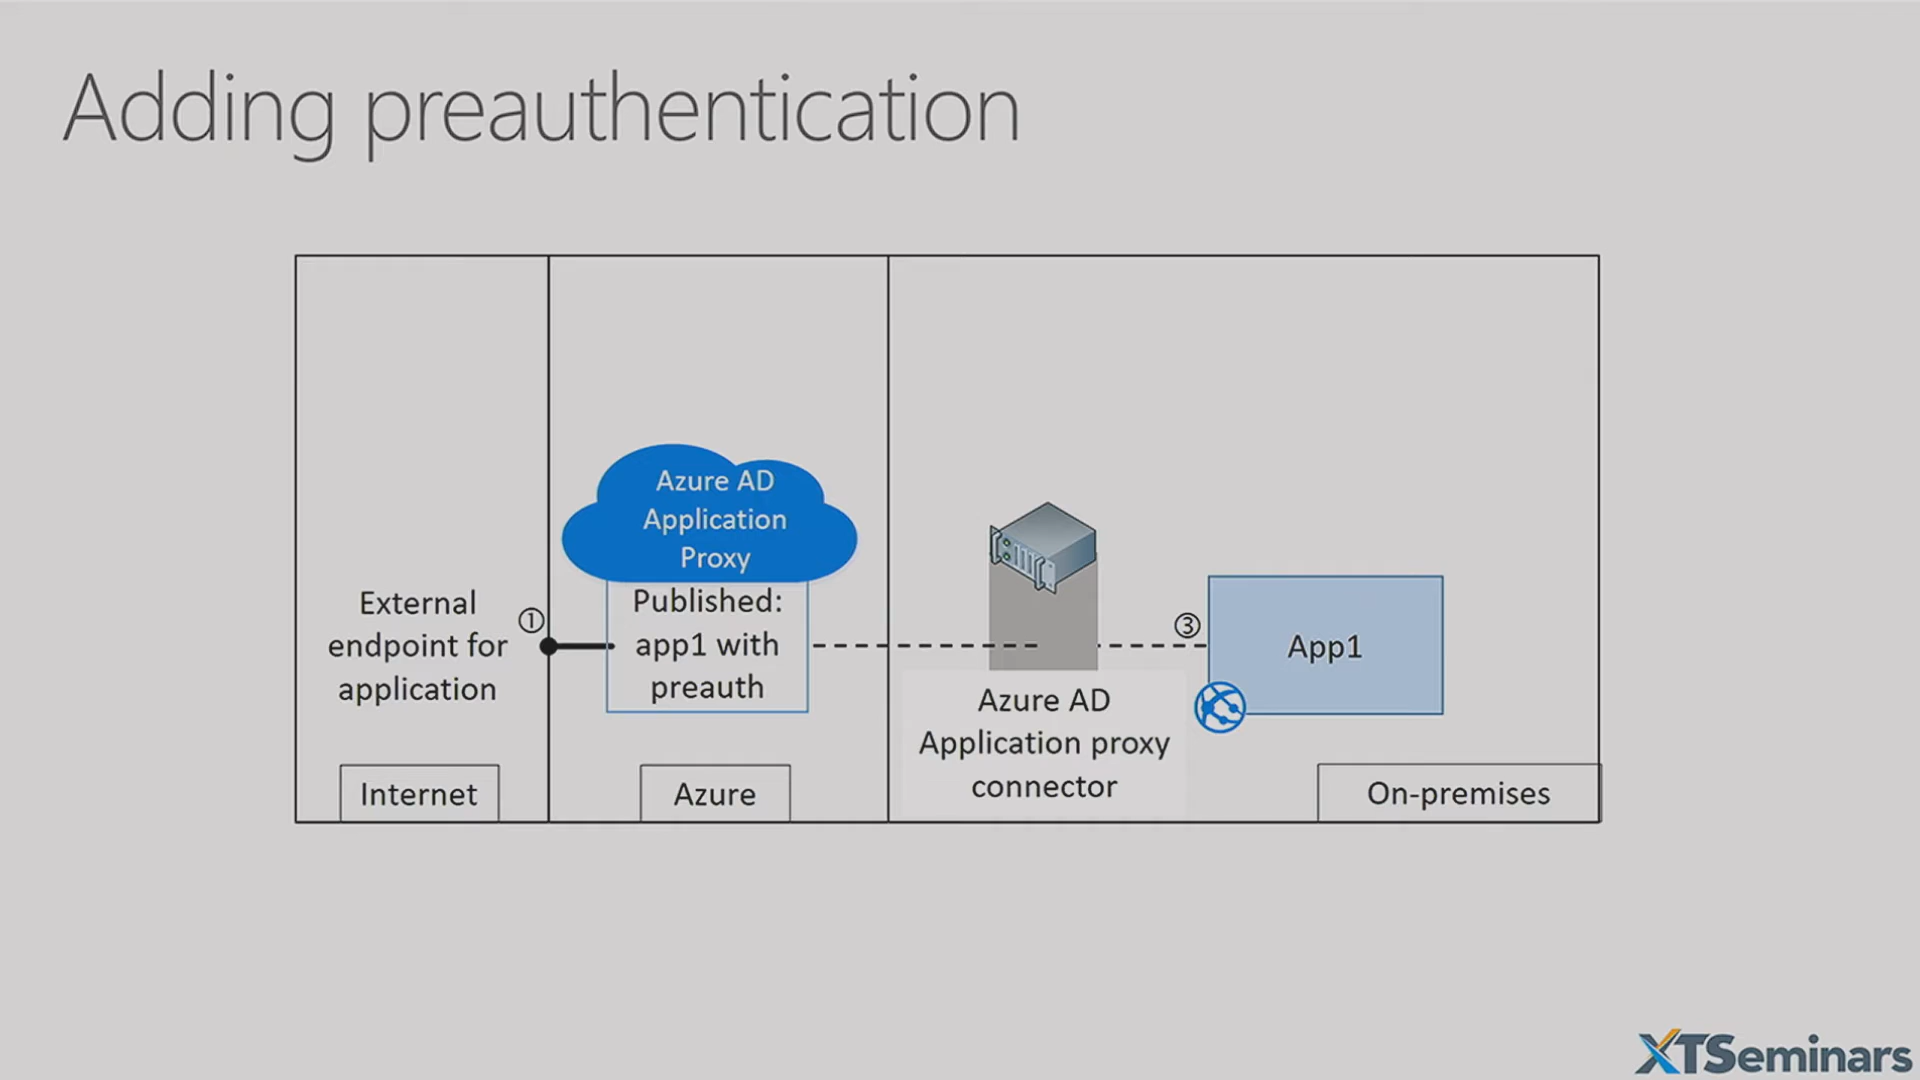 Adding preauthentication
Azure AD
Application
Proxy
External
endpoint for
application
①
Published:
app1 with
preauth
③
App1
Azure AD
Application proxy
connector
Internet
Azure
On-premises
XTSeminars